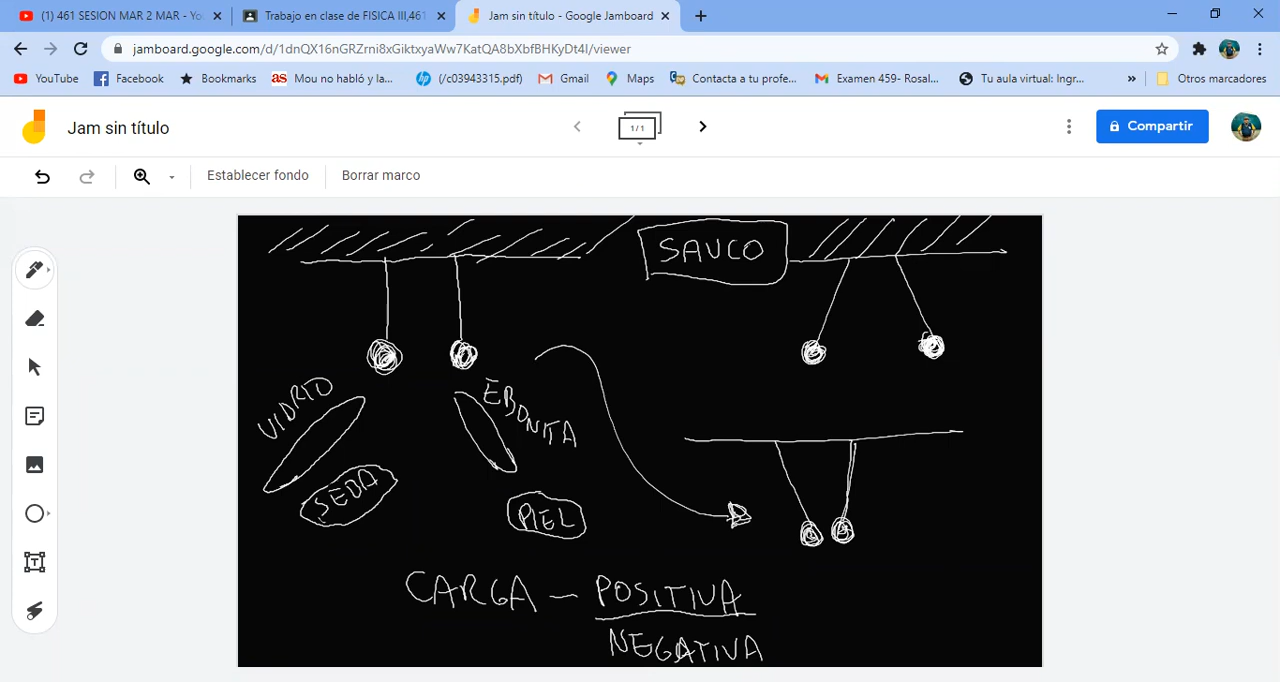 (1) 461 SESION MAR 2 MAR - Yo
Trabajo en clase de FISICA III,461
Jam sin título - Google Jamboard
jamboard.google.com/d/1dnQX16nGRZrni8xGiktxyaWw7KatQA8bXbfBHKyDt4I/viewer
YouTube
Facebook
Bookmarks
as
Mou no habló y la...
hp
(/c03943315.pdf)
Gmail
Maps
Contacta a tu profe...
Examen 459- Rosal...
Tu aula virtual: Ingr...
»
Otros marcadores
Jam sin título
1/1
Compartir
Establecer fondo
Borrar marco
SAUCO
VIDRIO
EBONITA
SEDA
PIEL
CARGA - POSITIVA
NEGATIVA